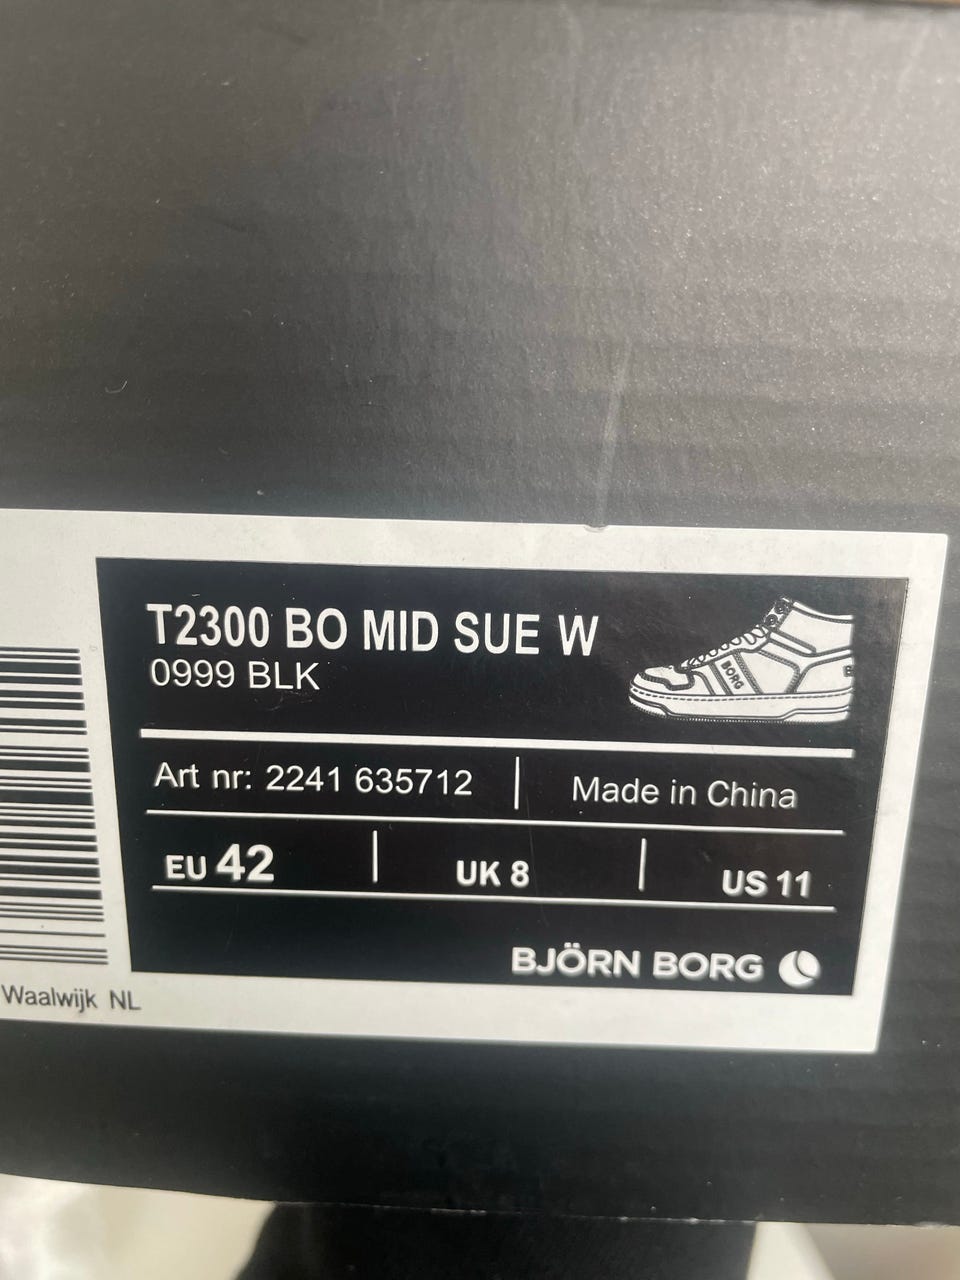 T2300 BO MID SUE W
0999 BLK
BORG
Art nr: 2241 635712
Made in China
EU 42
UK 8
US 11
BJÖRN BORG
Waalwijk NL